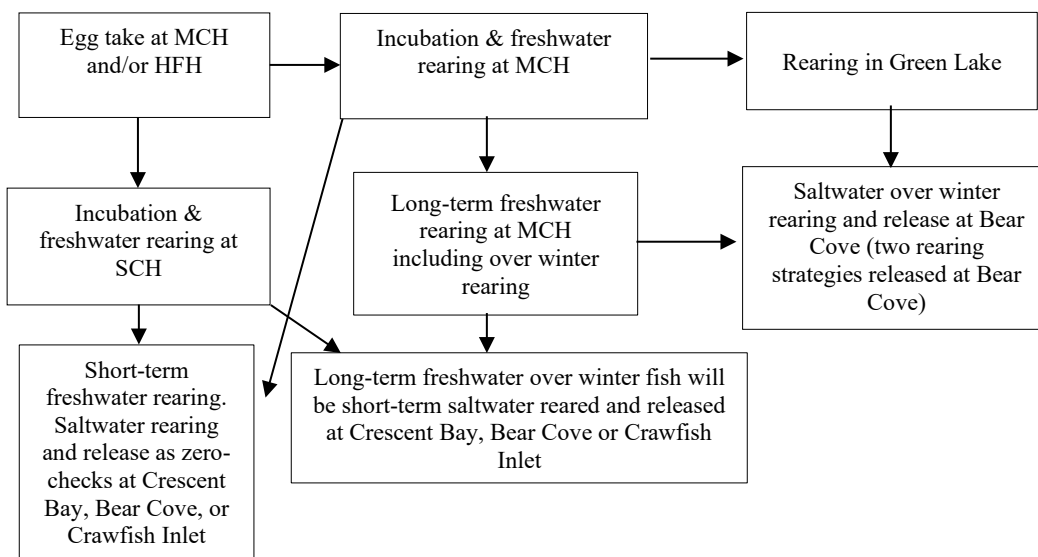 Egg take at MCH
and/or HFH
Incubation & freshwater
rearing at MCH
Rearing in Green Lake
Incubation &
freshwater rearing at
SCH
Long-term freshwater
rearing at MCH
including over winter
rearing
Saltwater over winter
rearing and release at Bear
Cove (two rearing
strategies released at Bear
Cove)
Short-term
freshwater rearing.
Saltwater rearing
and release as zero-
checks at Crescent
Bay, Bear Cove, or
Crawfish Inlet
Long-term freshwater over winter fish will
be short-term saltwater reared and released
at Crescent Bay, Bear Cove or Crawfish
Inlet